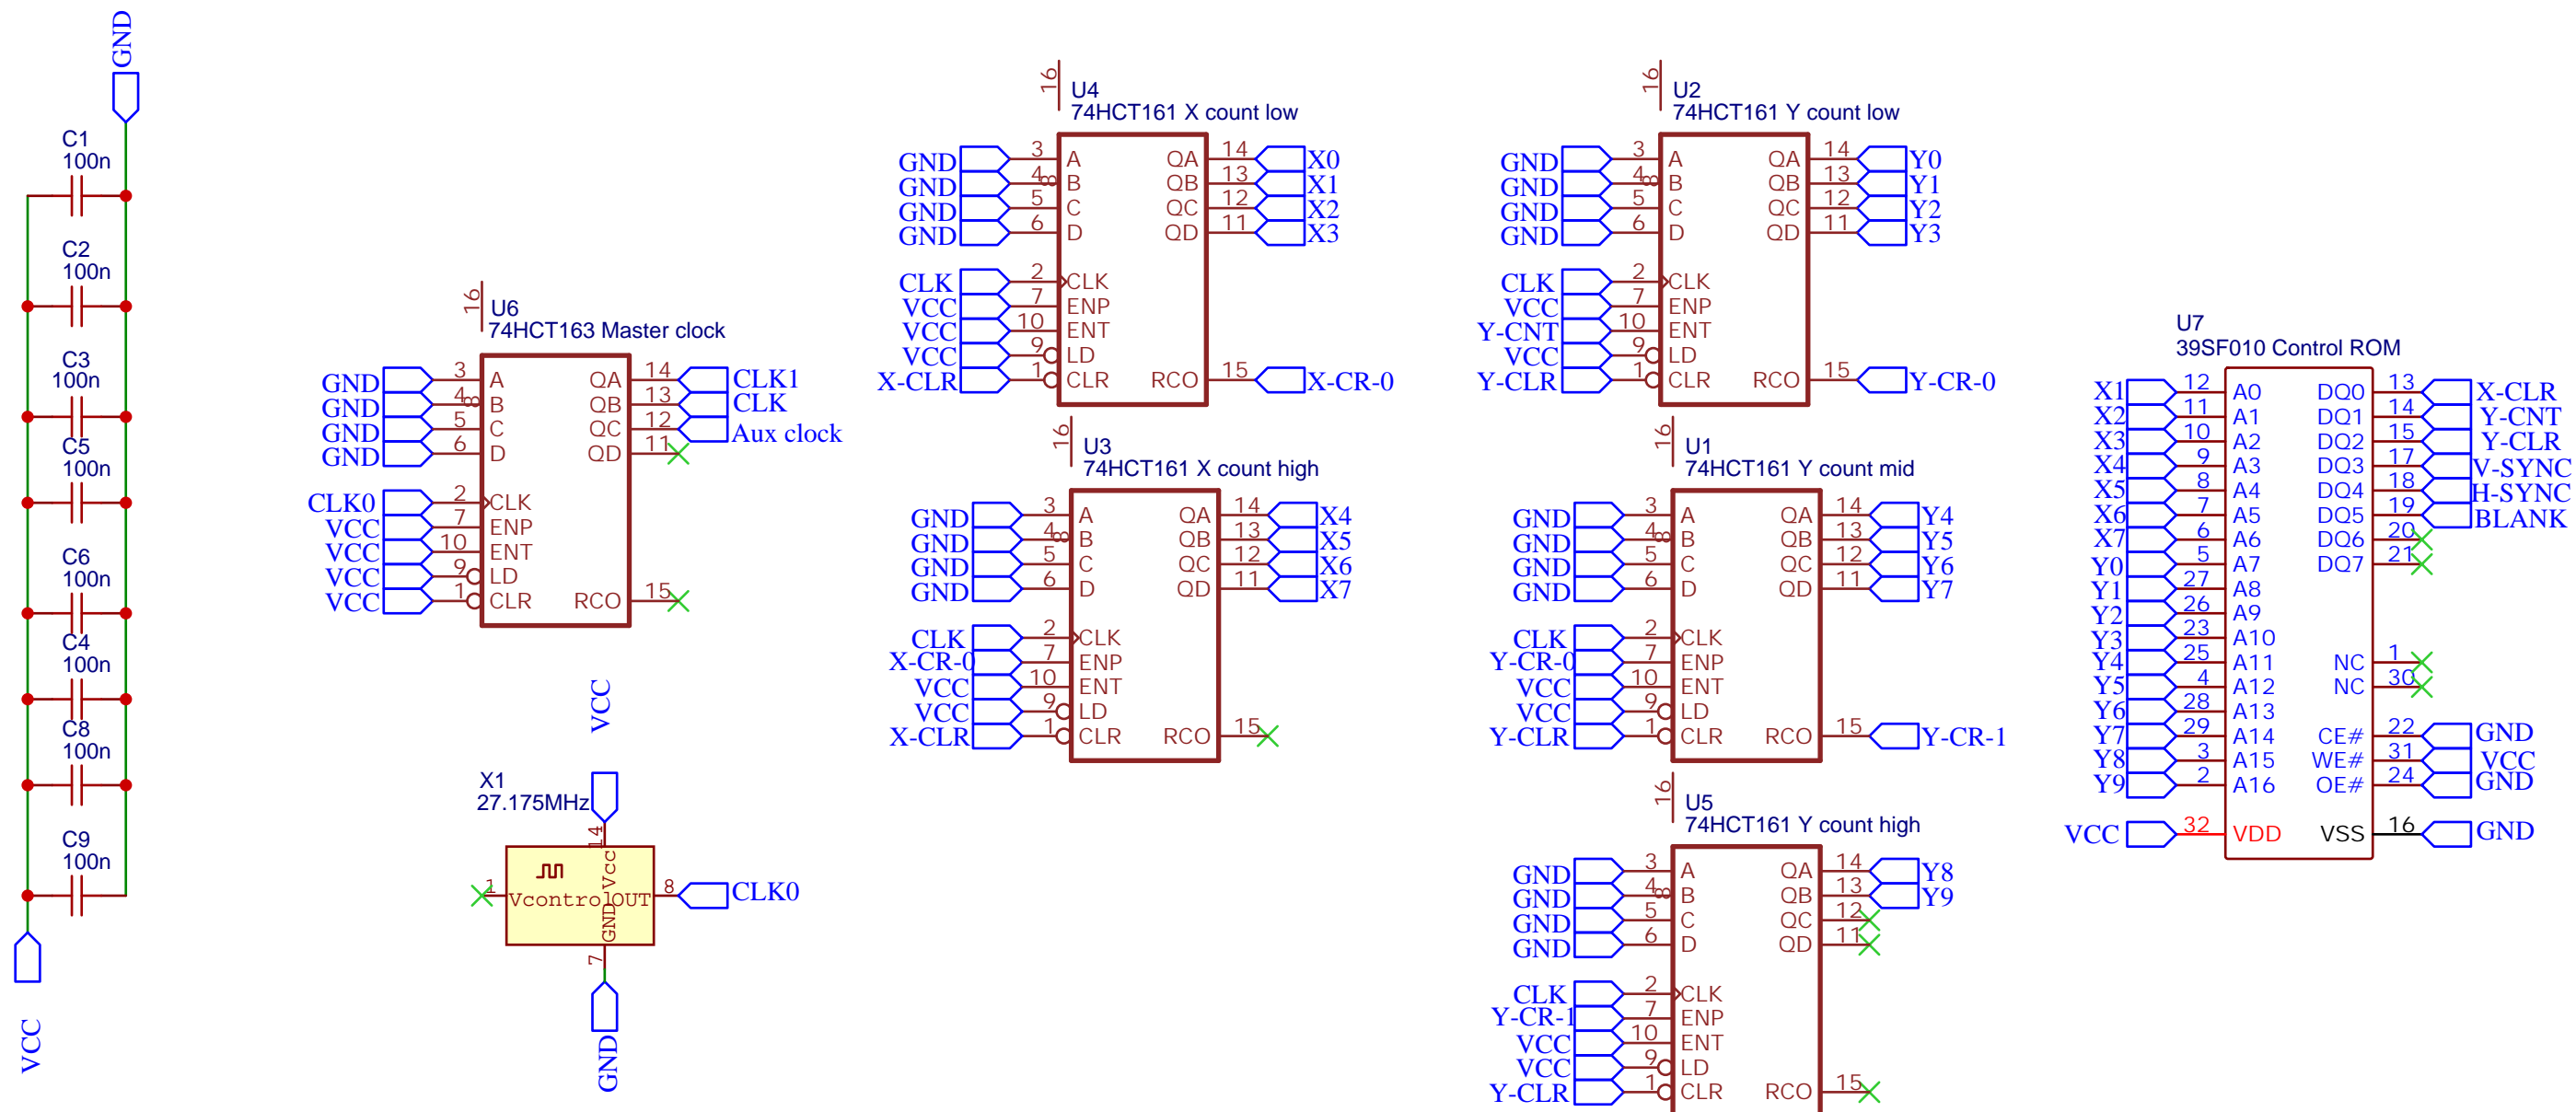 GND
C1
100n
C2
100n
C3
100n
C5
100n
C6
100n
C4
100n
C8
100n
C9
100n
VCC
16
U6
74HCT163 Master clock
GND 3 A QA 14 CLK1
GND 4 8 B QB 13 CLK
GND 5 C QC 12 Aux clock
GND 6 D QD 11
CLK0 2 CLK
VCC 7 ENP
VCC 10 ENT
VCC 9 LD
VCC 1 CLR RCO 15
VCC
X1
27.175MHz
14
Vcc
1 Vcontrol OUT 8 CLK0
GND
7
GND
16
U4
74HCT161 X count low
GND 3 A QA 14 X0
GND 4 8 B QB 13 X1
GND 5 C QC 12 X2
GND 6 D QD 11 X3
CLK 2 CLK
VCC 7 ENP
VCC 10 ENT
VCC 9 LD
X-CLR 1 CLR RCO 15 X-CR-0
16
U3
74HCT161 X count high
GND 3 A QA 14 X4
GND 4 8 B QB 13 X5
GND 5 C QC 12 X6
GND 6 D QD 11 X7
CLK 2 CLK
X-CR-0 7 ENP
VCC 10 ENT
VCC 9 LD
X-CLR 1 CLR RCO 15
16
U2
74HCT161 Y count low
GND 3 A QA 14 Y0
GND 4 8 B QB 13 Y1
GND 5 C QC 12 Y2
GND 6 D QD 11 Y3
CLK 2 CLK
VCC 7 ENP
Y-CNT 10 ENT
VCC 9 LD
Y-CLR 1 CLR RCO 15 Y-CR-0
16
U1
74HCT161 Y count mid
GND 3 A QA 14 Y4
GND 4 8 B QB 13 Y5
GND 5 C QC 12 Y6
GND 6 D QD 11 Y7
CLK 2 CLK
Y-CR-0 7 ENP
VCC 10 ENT
VCC 9 LD
Y-CLR 1 CLR RCO 15 Y-CR-1
16
U5
74HCT161 Y count high
GND 3 A QA 14 Y8
GND 4 8 B QB 13 Y9
GND 5 C QC 12
GND 6 D QD 11
CLK 2 CLK
Y-CR-1 7 ENP
VCC 10 ENT
VCC 9 LD
Y-CLR 1 CLR RCO 15
U7
39SF010 Control ROM
X1 12 A0 DQ0 13 X-CLR
X2 11 A1 DQ1 14 Y-CNT
X3 10 A2 DQ2 15 Y-CLR
X4 9 A3 DQ3 17 V-SYNC
X5 8 A4 DQ4 18 H-SYNC
X6 7 A5 DQ5 19 BLANK
X7 6 A6 DQ6 20
Y0 5 A7 DQ7 21
Y1 27 A8
Y2 26 A9
Y3 23 A10
Y4 25 A11 NC 1
Y5 4 A12 NC 30
Y6 28 A13
Y7 29 A14 CE# 22 GND
Y8 3 A15 WE# 31 VCC
Y9 2 A16 OE# 24 GND
VCC 32 VDD VSS 16 GND